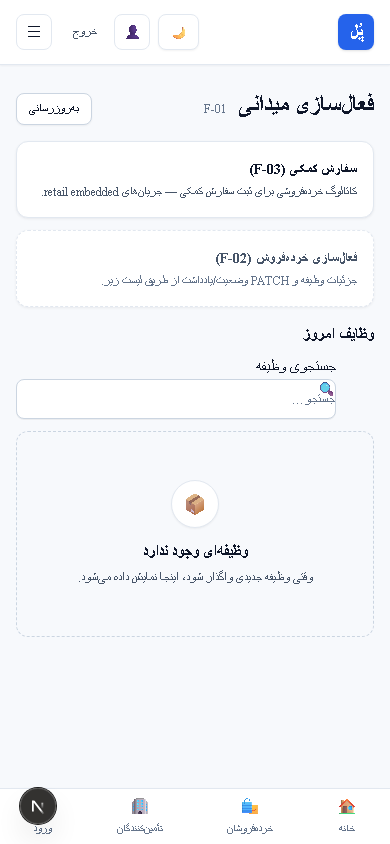 پُل
خروج
فعال‌سازی میدانی F-01
به‌روزرسانی
سفارش کمکی (F-03)
کاتالوگ خرده‌فروشی برای ثبت سفارش کمکی — جریان‌های retail embedded.
فعال‌سازی خرده‌فروش (F-02)
جزئیات وظیفه و PATCH وضعیت/یادداشت از طریق لیست زیر.
وظایف امروز
جستجوی وظیفه
جستجو…
وظیفه‌ای وجود ندارد
وقتی وظیفه جدیدی واگذار شود، اینجا نمایش داده می‌شود.
خانه
خرده‌فروشان
تأمین‌کنندگان
ورود
N